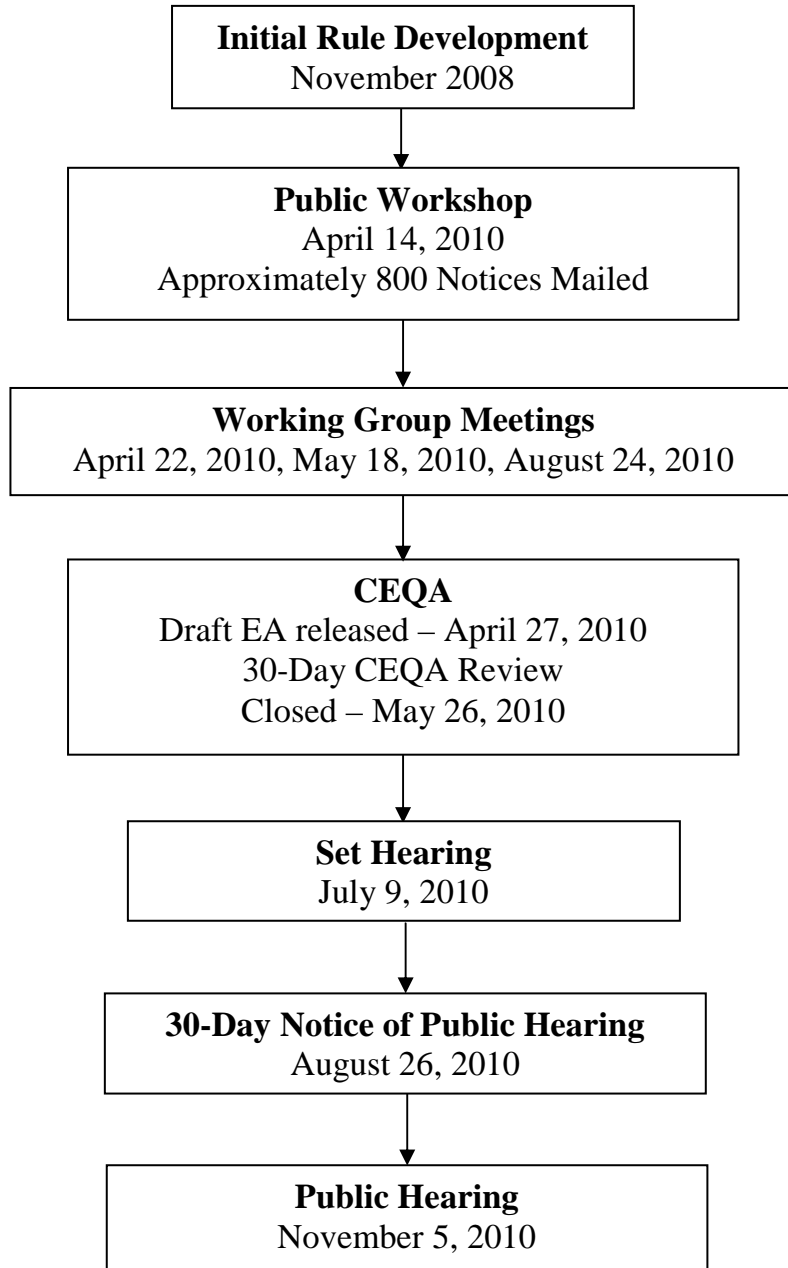 Initial Rule Development
November 2008
Public Workshop
April 14, 2010
Approximately 800 Notices Mailed
Working Group Meetings
April 22, 2010, May 18, 2010, August 24, 2010
CEQA
Draft EA released – April 27, 2010
30-Day CEQA Review
Closed – May 26, 2010
Set Hearing
July 9, 2010
30-Day Notice of Public Hearing
August 26, 2010
Public Hearing
November 5, 2010